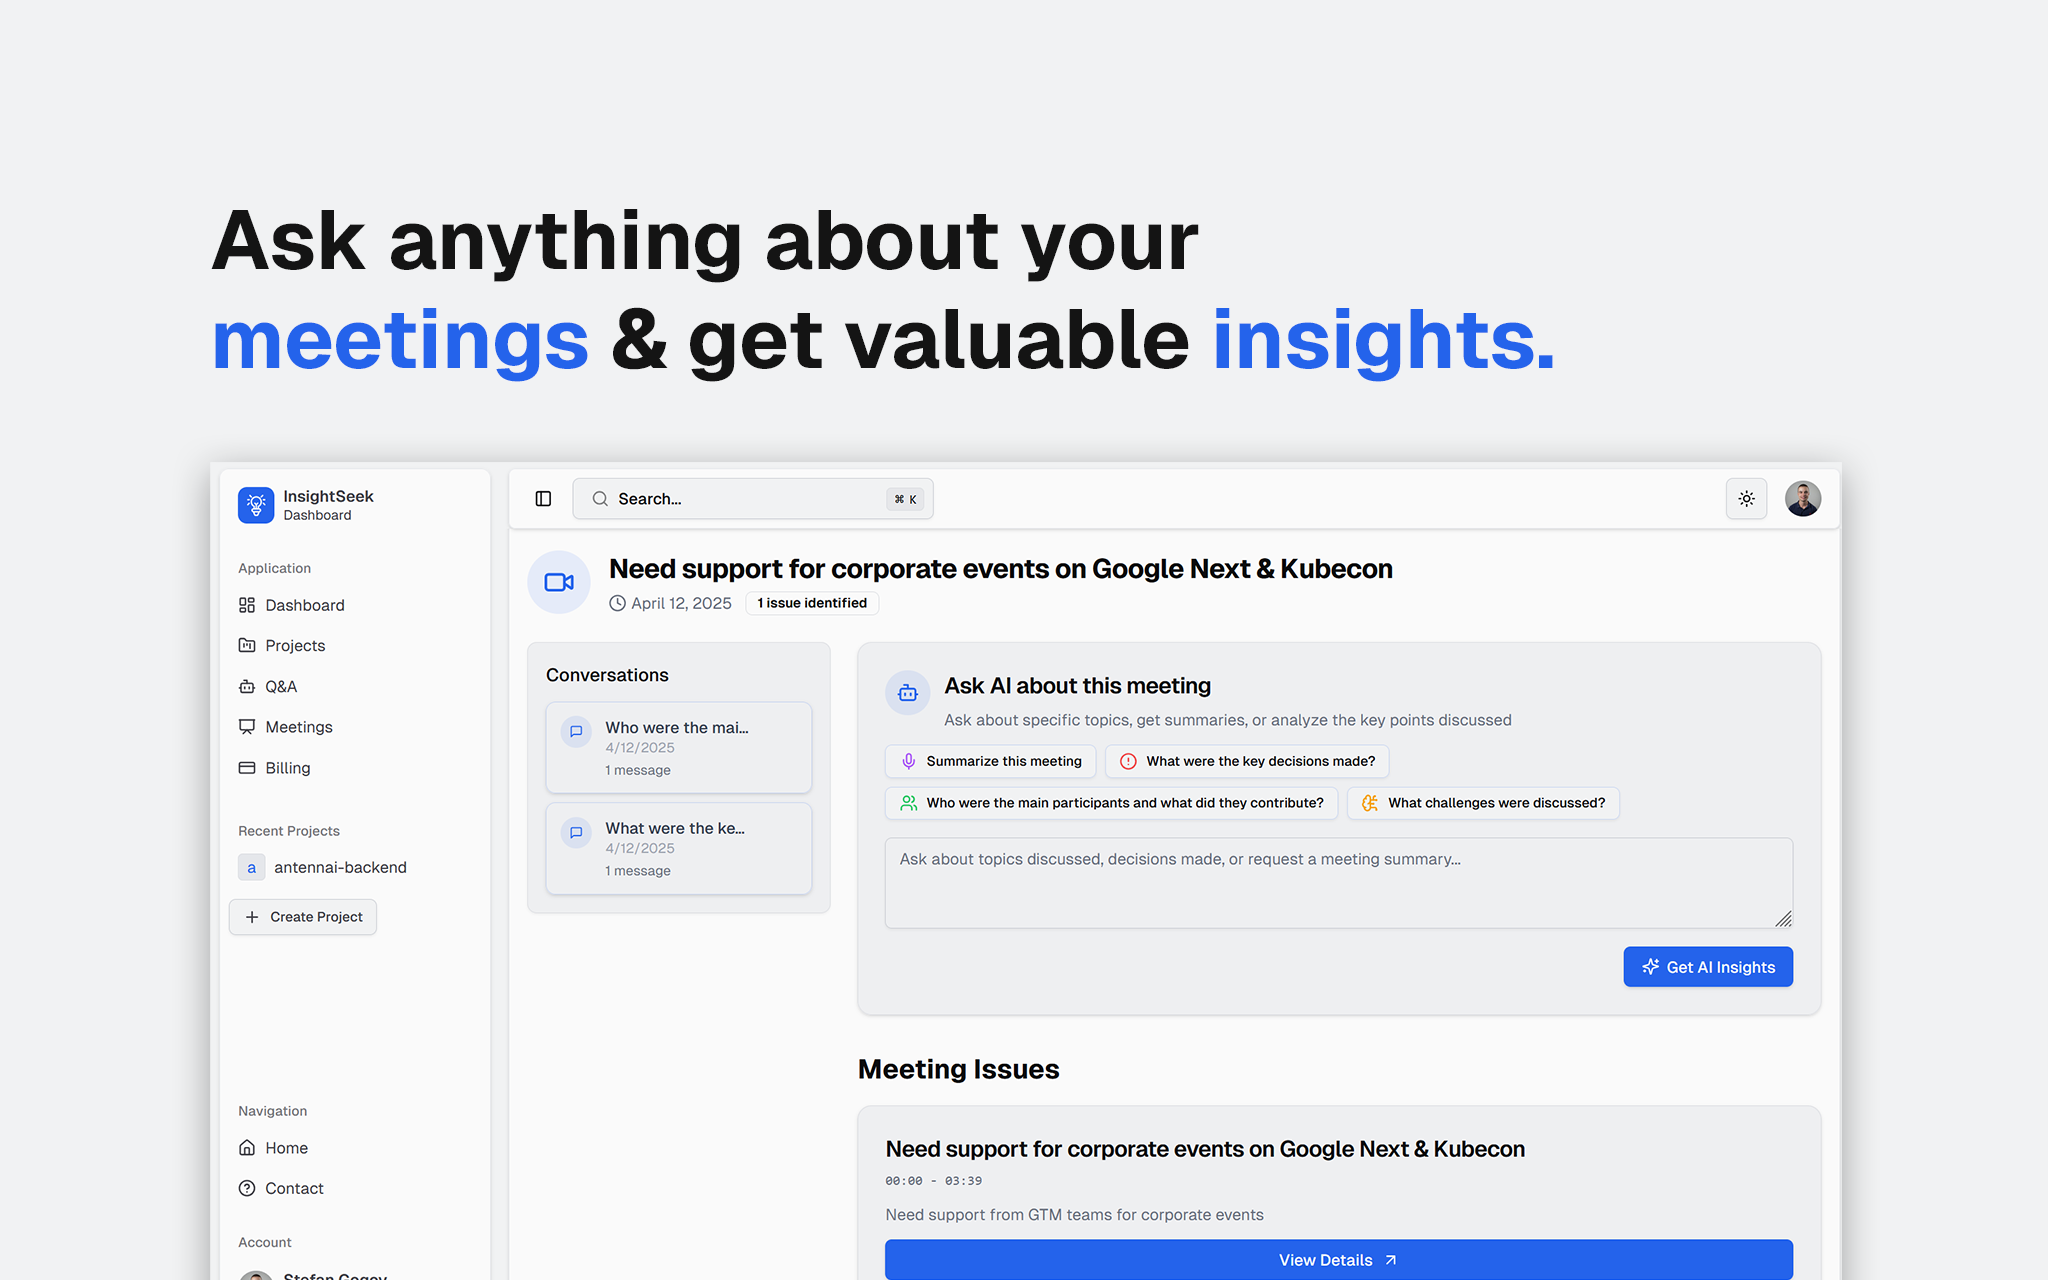 Ask anything about your
meetings & get valuable insights.
InsightSeek
Dashboard
Application
Dashboard
Projects
Q&A
Meetings
Billing
Recent Projects
a antennai-backend
+ Create Project
Navigation
Home
Contact
Account
Stefan Gogov
Search...
⌘ K
Need support for corporate events on Google Next & Kubecon
April 12, 2025 1 issue identified
Conversations
Who were the mai...
4/12/2025
1 message
What were the ke...
4/12/2025
1 message
Ask AI about this meeting
Ask about specific topics, get summaries, or analyze the key points discussed
Summarize this meeting What were the key decisions made?
Who were the main participants and what did they contribute? What challenges were discussed?
Ask about topics discussed, decisions made, or request a meeting summary...
Get AI Insights
Meeting Issues
Need support for corporate events on Google Next & Kubecon
00:00 - 03:39
Need support from GTM teams for corporate events
View Details